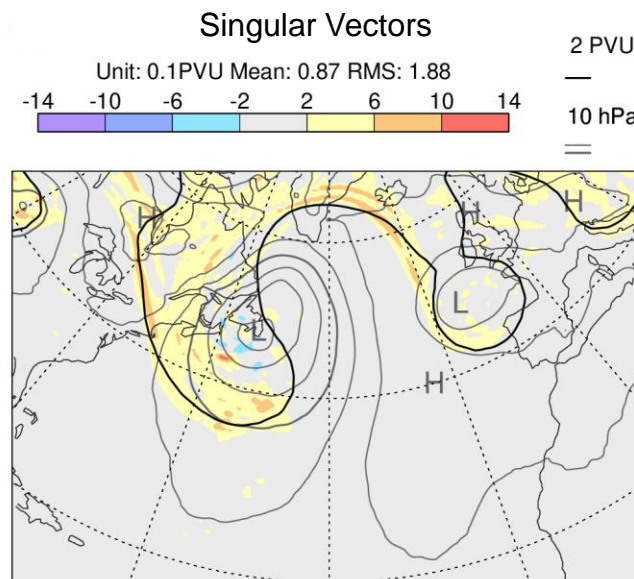 Singular Vectors
2 PVU
Unit: 0.1PVU Mean: 0.87 RMS: 1.88
-14 -10 -6 -2 2 6 10 14
10 hPa
H H H
L L
H